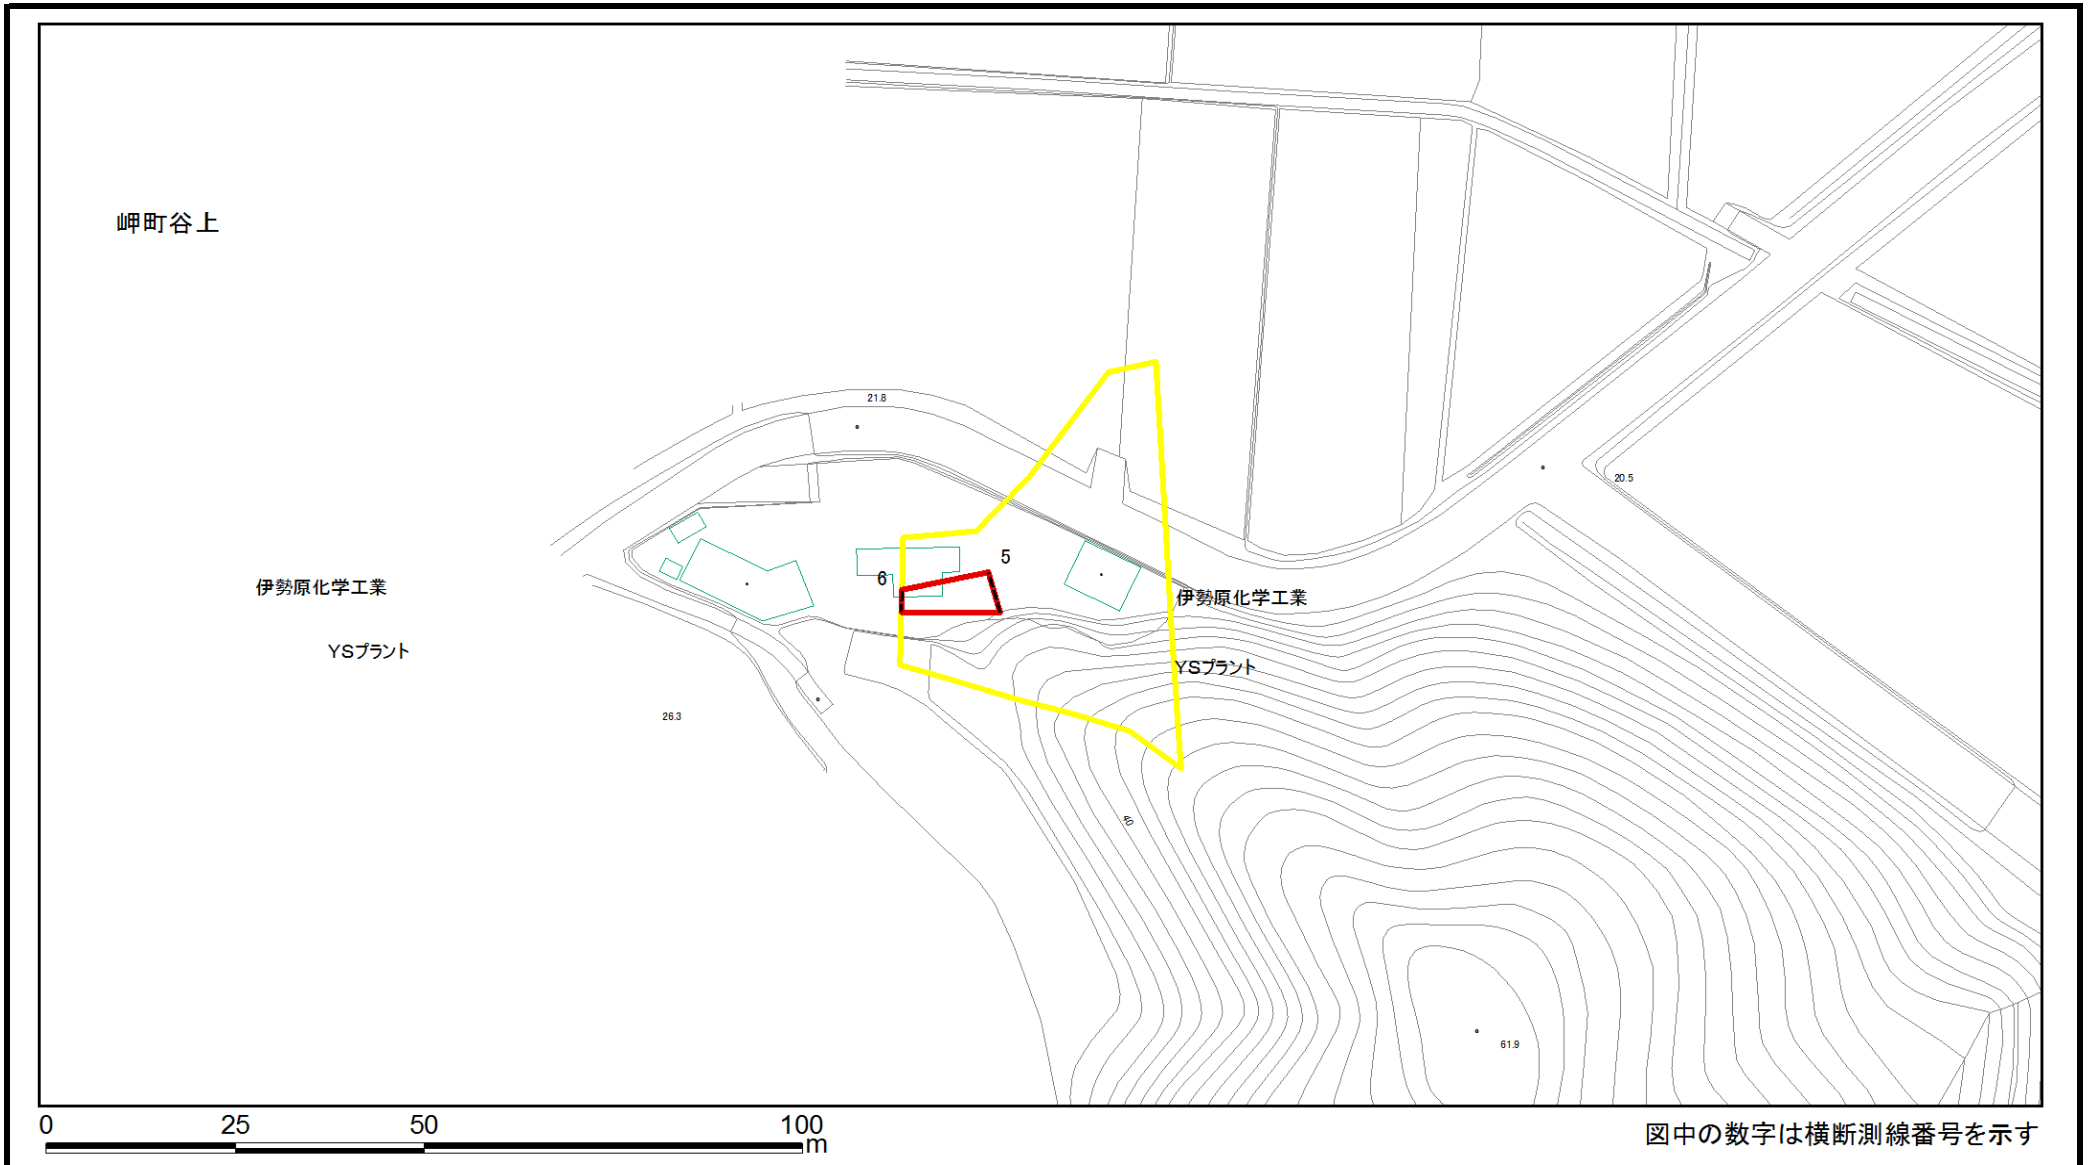 岬町谷上
21.8
20.5
5
6
伊勢原化学工業
伊勢原化学工業
YSプラント
YSプラント
26.3
40
61.9
0 25 50 100 m
図中の数字は横断測線番号を示す